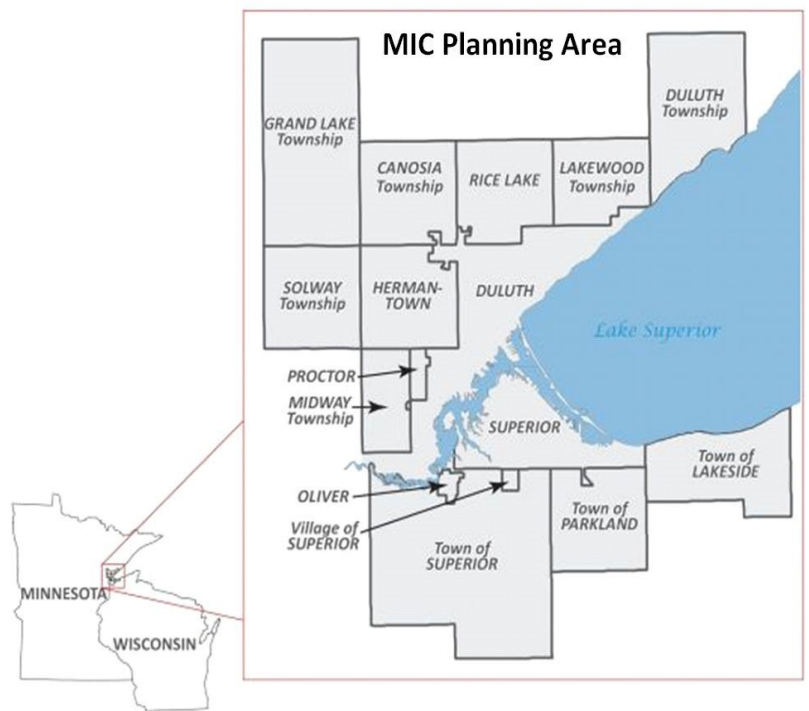 MIC Planning Area
DULUTH
Township
GRAND LAKE
Township
CANOSIA
Township
RICE LAKE
LAKEWOOD
Township
SOLWAY
Township
HERMAN-
TOWN
DULUTH
Lake Superior
PROCTOR
MIDWAY
Township
SUPERIOR
Town of
LAKESIDE
OLIVER
Village of
SUPERIOR
Town of
SUPERIOR
Town of
PARKLAND
MINNESOTA
WISCONSIN